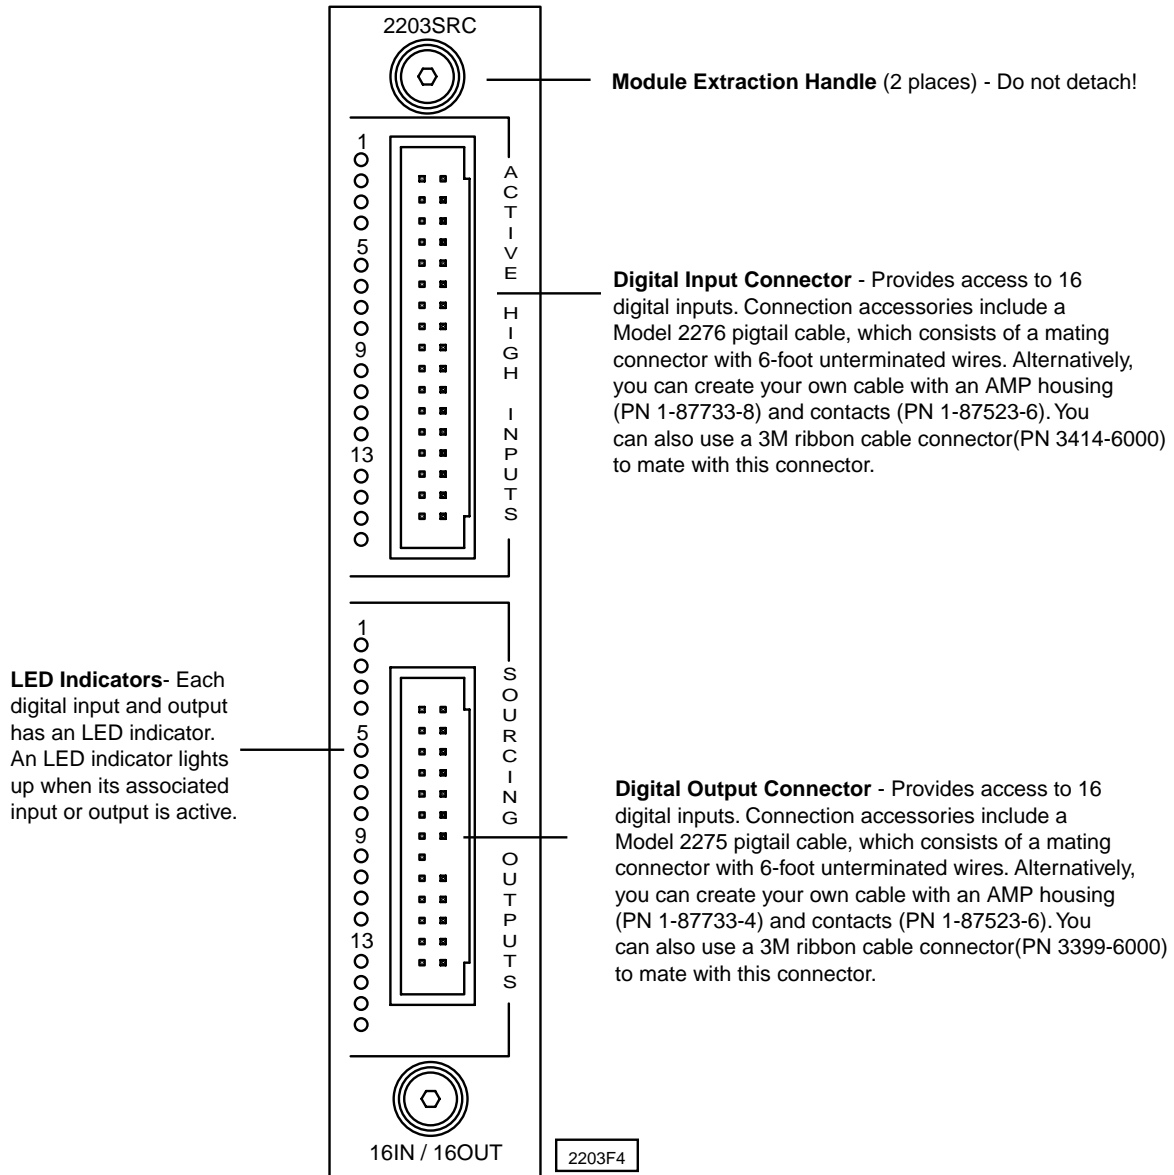 2203SRC
Module Extraction Handle (2 places) - Do not detach!
1
5
9
13
ACTIVE HIGH INPUTS
Digital Input Connector - Provides access to 16
digital inputs. Connection accessories include a
Model 2276 pigtail cable, which consists of a mating
connector with 6-foot unterminated wires. Alternatively,
you can create your own cable with an AMP housing
(PN 1-87733-8) and contacts (PN 1-87523-6). You
can also use a 3M ribbon cable connector(PN 3414-6000)
to mate with this connector.
LED Indicators- Each
digital input and output
has an LED indicator.
An LED indicator lights
up when its associated
input or output is active.
1
5
9
13
SOURCING OUTPUTS
Digital Output Connector - Provides access to 16
digital inputs. Connection accessories include a
Model 2275 pigtail cable, which consists of a mating
connector with 6-foot unterminated wires. Alternatively,
you can create your own cable with an AMP housing
(PN 1-87733-4) and contacts (PN 1-87523-6). You
can also use a 3M ribbon cable connector(PN 3399-6000)
to mate with this connector.
16IN / 16OUT
2203F4